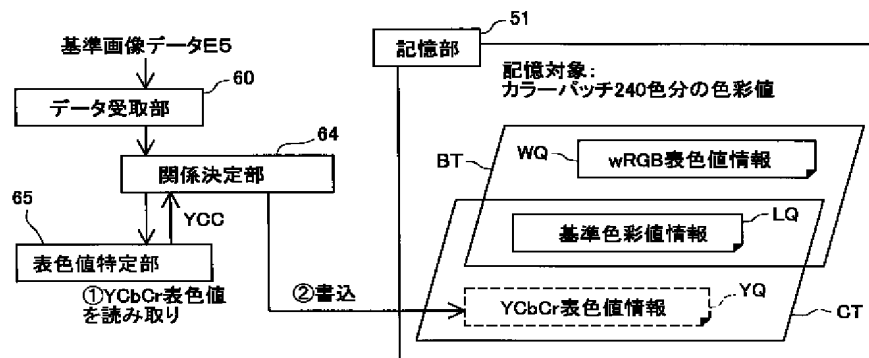 基準画像データE5
60
データ受取部
64
関係決定部
65
YCC
表色値特定部
①YCbCr表色値
を読み取り
②書込
51
記憶部
記憶対象:
カラーパッチ240色分の色彩値
BT
WQ
wRGB表色値情報
LQ
基準色彩値情報
YCbCr表色値情報
YQ
CT